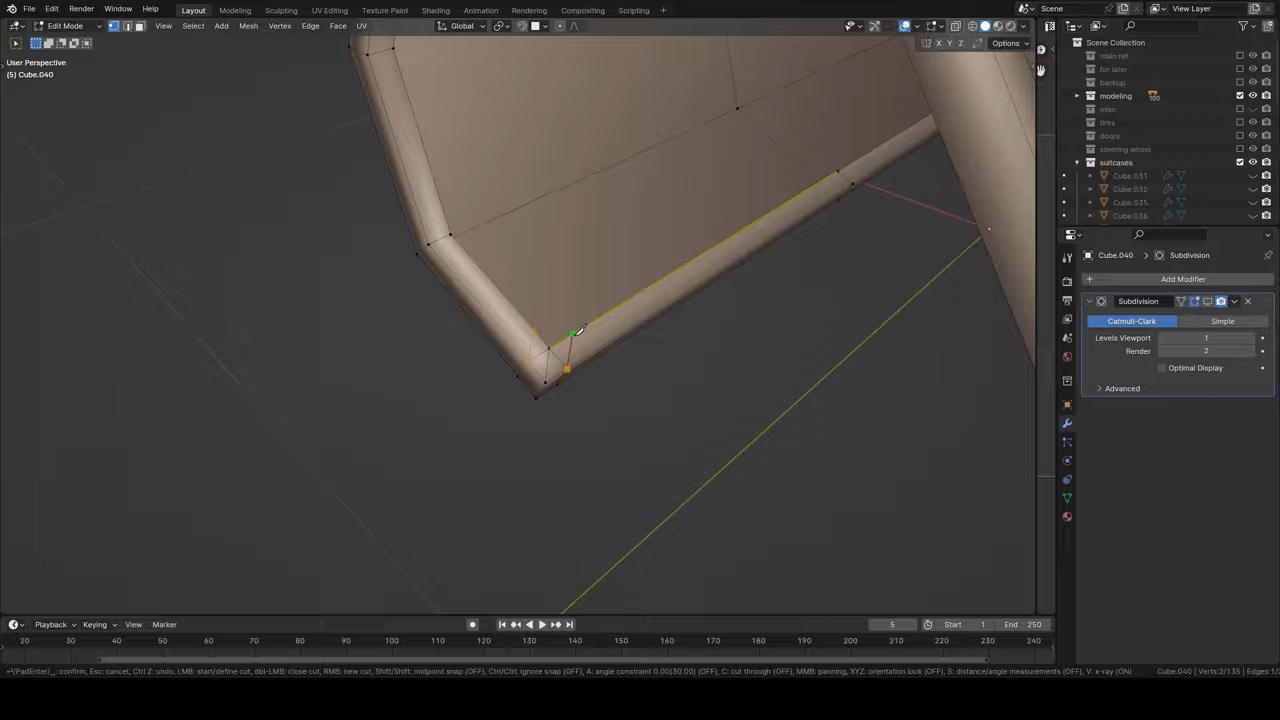 File Edit Render Window Help Layout Modeling Sculpting UV Editing Texture Paint Shading Animation Rendering Compositing Scripting + Scene View Layer
Edit Mode View Select Add Mesh Vertex Edge Face UV Global
X Y Z Options
User Perspective
(5) Cube.040
Scene Collection
main ref
for later
backup
modeling 100
misc
tires
doors
steering wheel
suitcases
Cube.031
Cube.032
Cube.035
Cube.036
Cube.040 > Subdivision
+ Add Modifier
Subdivision
Catmull-Clark Simple
Levels Viewport 1
Render 2
Optimal Display
Advanced
Playback Keying View Marker 5 Start 1 End 250
20 30 40 50 60 70 80 90 100 110 120 130 140 150 160 170 180 190 200 210 220 230 240
/PadEnter/_: confirm, Esc: cancel, Ctrl Z: undo, LMB: start/define cut, dbl-LMB: close cut, RMB: new cut, Shift/Shift: midpoint snap (OFF), Ctrl/Ctrl: ignore snap (OFF), A: angle constraint 0.00(30.00) (OFF), C: cut through (OFF), MMB: panning, XYZ: orientation lock (OFF), S: distance/angle measurements (OFF), V: x-ray (ON) Cube.040 | Verts:2/135 | Edges:1/